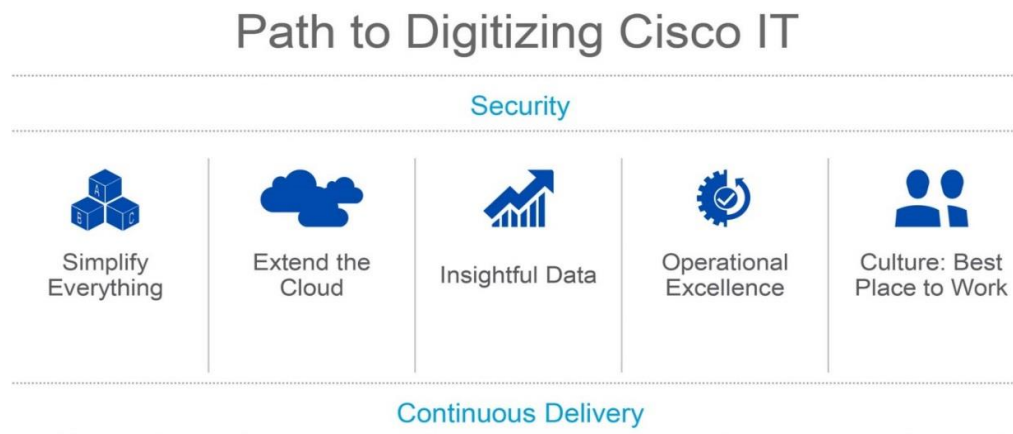 Path to Digitizing Cisco IT
Security
A
B
C
Simplify
Everything
Extend the
Cloud
Insightful Data
Operational
Excellence
Culture: Best
Place to Work
Continuous Delivery